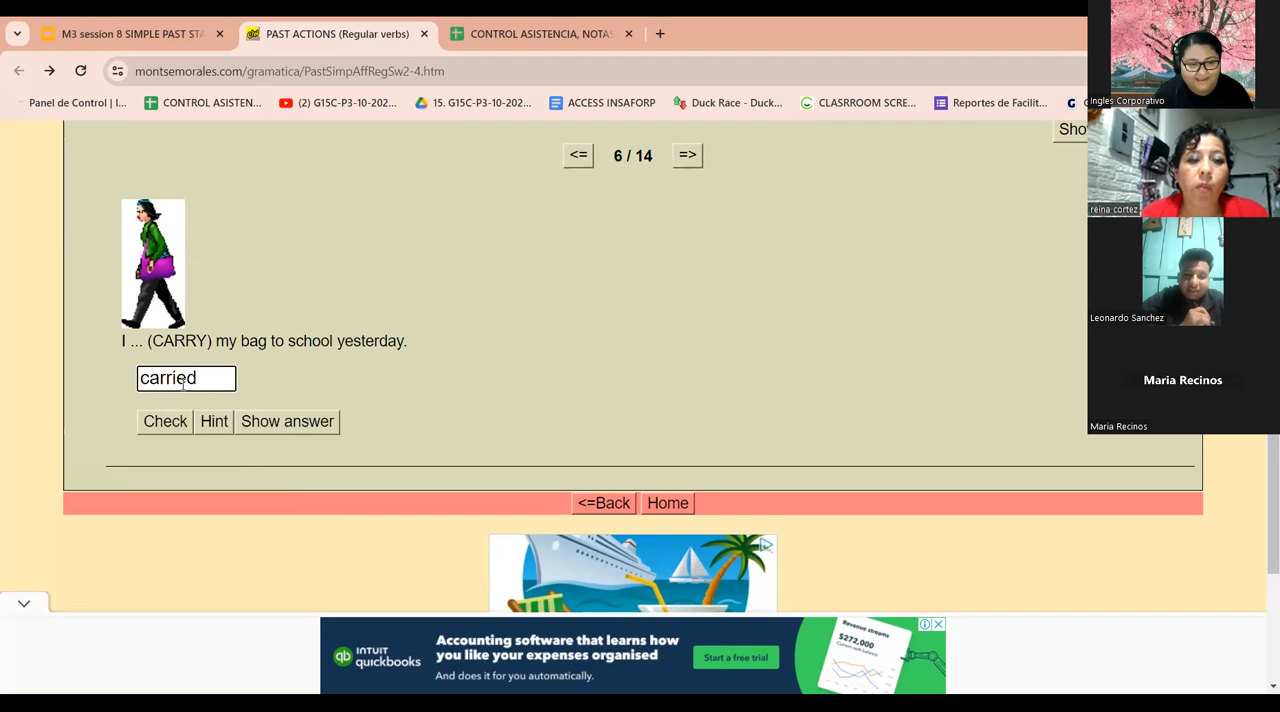 M3 session 8 SIMPLE PAST STA
PAST ACTIONS (Regular verbs)
CONTROL ASISTENCIA, NOTAS
montsemorales.com/gramatica/PastSimpAffRegSw2-4.htm
Panel de Control | I...
CONTROL ASISTEN...
(2) G15C-P3-10-202...
15. G15C-P3-10-202...
ACCESS INSAFORP
Duck Race - Duck...
CLASRROOM SCRE...
Reportes de Facilit...
G
Sho
<=
6 / 14
=>
I ... (CARRY) my bag to school yesterday.
carried
Check
Hint
Show answer
<=Back
Home
INTUIT
quickbooks
Accounting software that learns how
you like your expenses organised
And does it for you automatically.
Start a free trial
Revenue streams
$272,000
Ingles Corporativo
reina cortez
Leonardo Sanchez
Maria Recinos
Maria Recinos